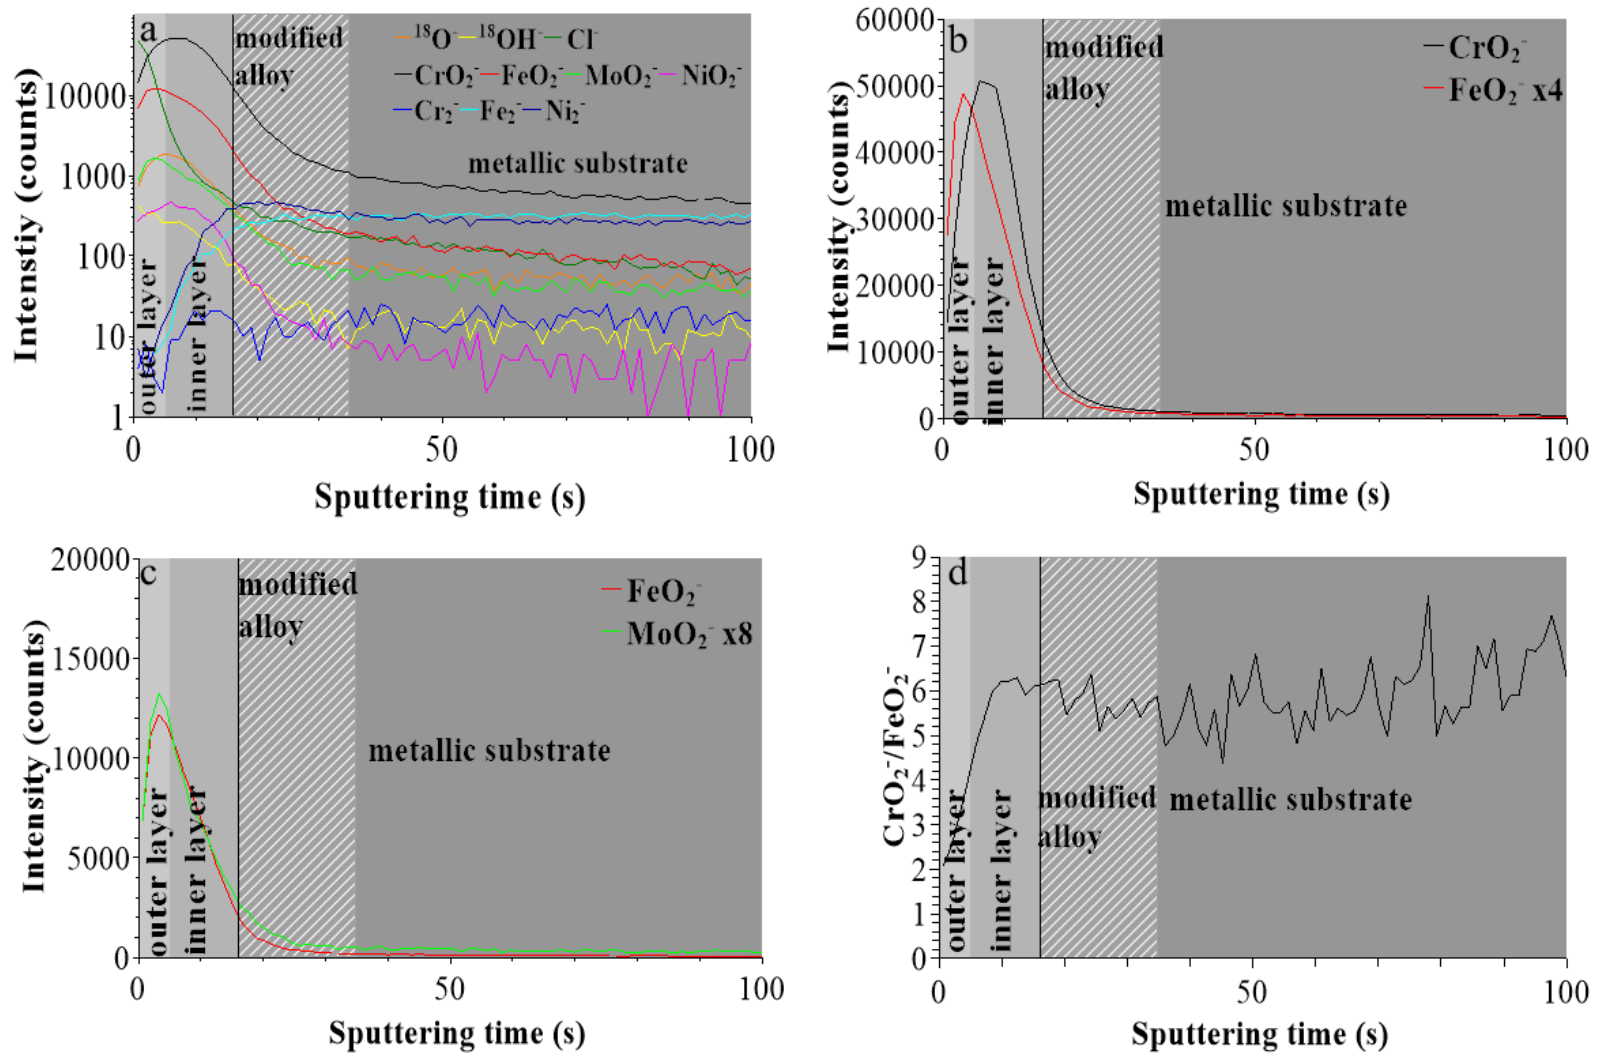 a
modified
alloy
¹⁸O⁻ ¹⁸OH⁻ Cl⁻
CrO₂⁻ FeO₂⁻ MoO₂⁻ NiO₂⁻
Cr₂⁻ Fe₂⁻ Ni₂⁻
metallic substrate
outer layer
inner layer
Intenstiy (counts)
10000
1000
100
10
1
0 50 100
Sputtering time (s)
b
modified
alloy
CrO₂⁻
FeO₂⁻ x4
metallic substrate
outer layer
inner layer
Intensity (counts)
60000
50000
40000
30000
20000
10000
0
0 50 100
Sputtering time (s)
c
modified
alloy
FeO₂⁻
MoO₂⁻ x8
metallic substrate
outer layer
inner layer
Intensity (counts)
20000
15000
10000
5000
0
0 50 100
Sputtering time (s)
d
modified
alloy
metallic substrate
outer layer
inner layer
CrO₂⁻/FeO₂⁻
9
8
7
6
5
4
3
2
1
0
0 50 100
Sputtering time (s)